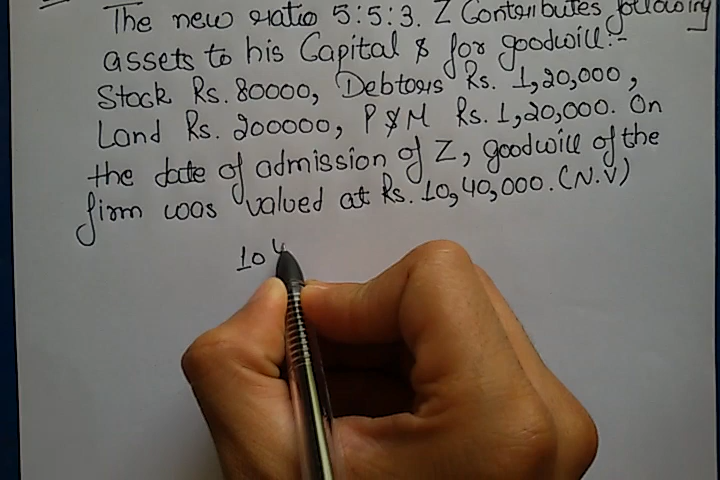 The new ratio 5:5:3. Z Contributes following
assets to his Capital & for goodwill:-
Stock Rs. 80000, Debtors Rs. 1,20,000,
Land Rs. 200000, P & M Rs. 1,20,000. On
the date of admission of Z, goodwill of the
firm was valued at Rs. 10,40,000. (N.V)
104